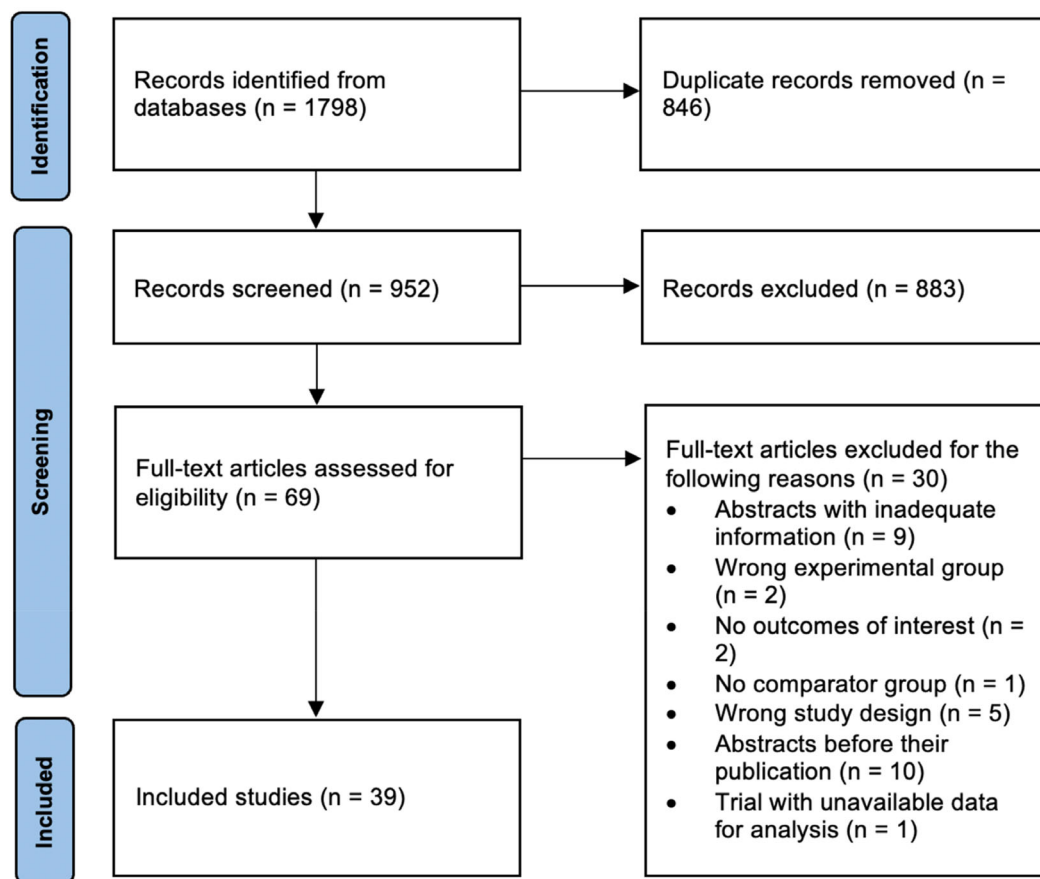 Identification
Records identified from
databases (n = 1798)
Duplicate records removed (n =
846)
Screening
Records screened (n = 952)
Records excluded (n = 883)
Full-text articles assessed for
eligibility (n = 69)
Full-text articles excluded for the
following reasons (n = 30)
• Abstracts with inadequate
information (n = 9)
• Wrong experimental group
(n = 2)
• No outcomes of interest (n =
2)
• No comparator group (n = 1)
• Wrong study design (n = 5)
• Abstracts before their
publication (n = 10)
• Trial with unavailable data
for analysis (n = 1)
Included
Included studies (n = 39)